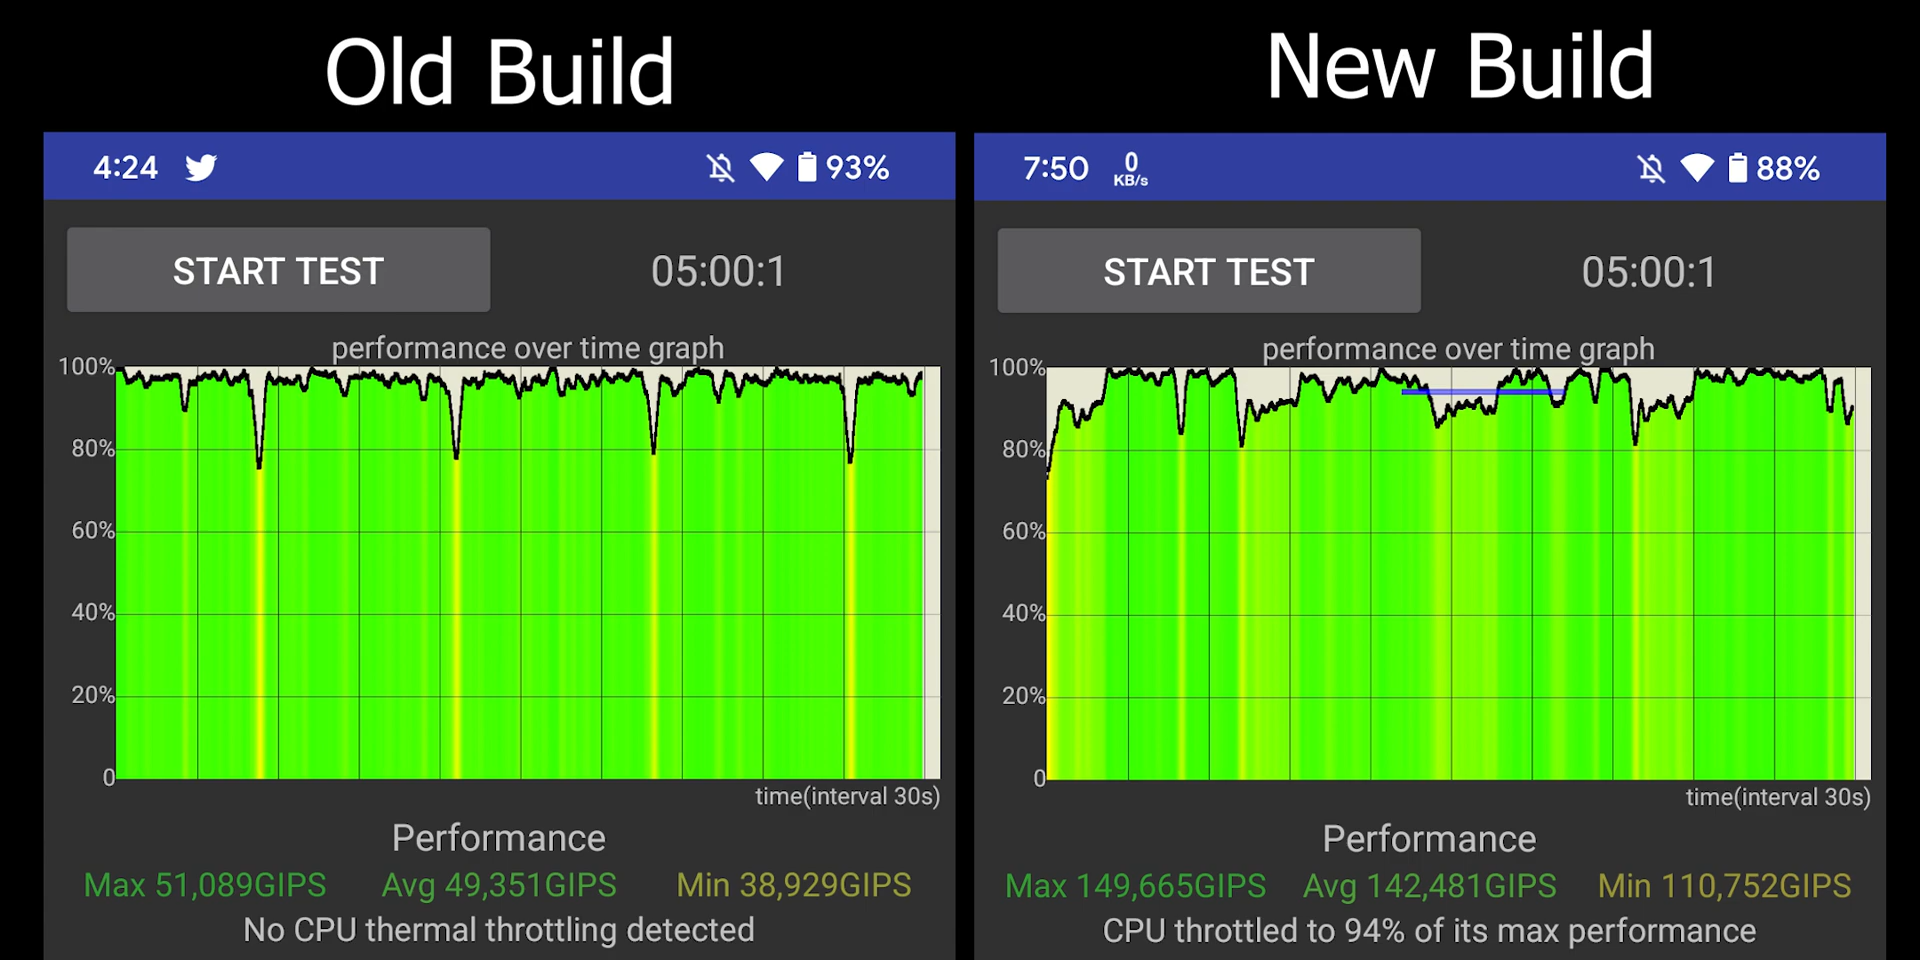 Old Build
4:24 93%
START TEST 05:00:1
performance over time graph
100%
80%
60%
40%
20%
0
time(interval 30s)
Performance
Max 51,089GIPS Avg 49,351GIPS Min 38,929GIPS
No CPU thermal throttling detected
New Build
7:50 0 KB/s 88%
START TEST 05:00:1
performance over time graph
100%
80%
60%
40%
20%
0
time(interval 30s)
Performance
Max 149,665GIPS Avg 142,481GIPS Min 110,752GIPS
CPU throttled to 94% of its max performance